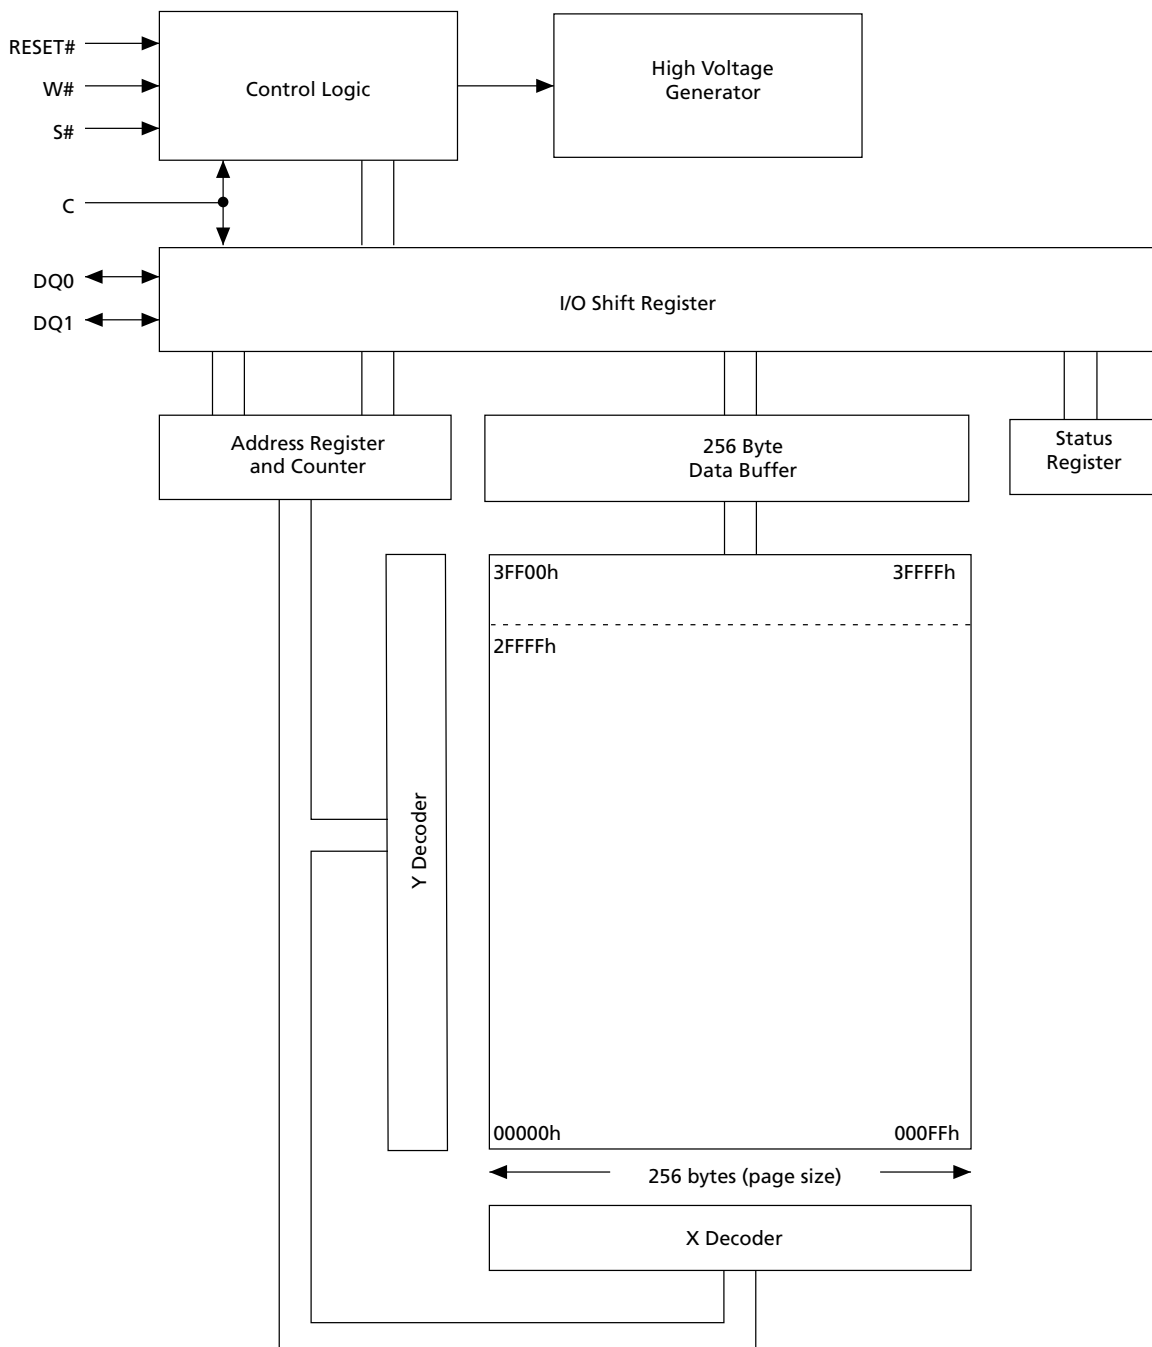 RESET#
W#
S#
C
DQ0
DQ1
Control Logic
High Voltage
Generator
I/O Shift Register
Address Register
and Counter
256 Byte
Data Buffer
Status
Register
3FF00h
3FFFFh
2FFFFh
Y Decoder
00000h
000FFh
256 bytes (page size)
X Decoder